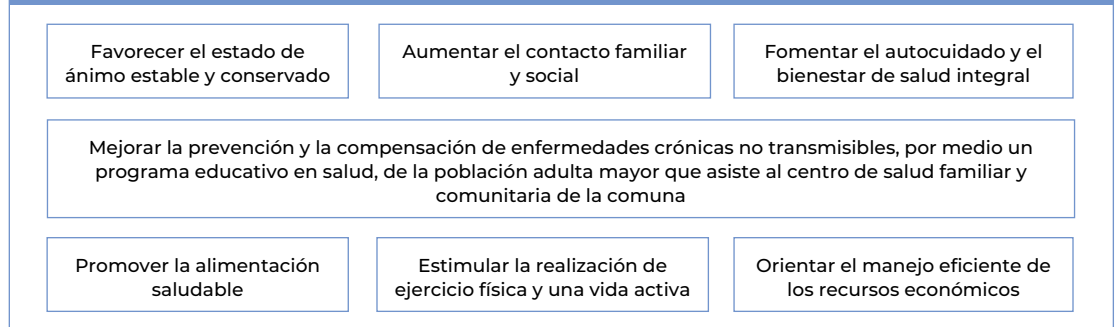 Favorecer el estado de
ánimo estable y conservado
Aumentar el contacto familiar
y social
Fomentar el autocuidado y el
bienestar de salud integral
Mejorar la prevención y la compensación de enfermedades crónicas no transmisibles, por medio un
programa educativo en salud, de la población adulta mayor que asiste al centro de salud familiar y
comunitaria de la comuna
Promover la alimentación
saludable
Estimular la realización de
ejercicio física y una vida activa
Orientar el manejo eficiente de
los recursos económicos